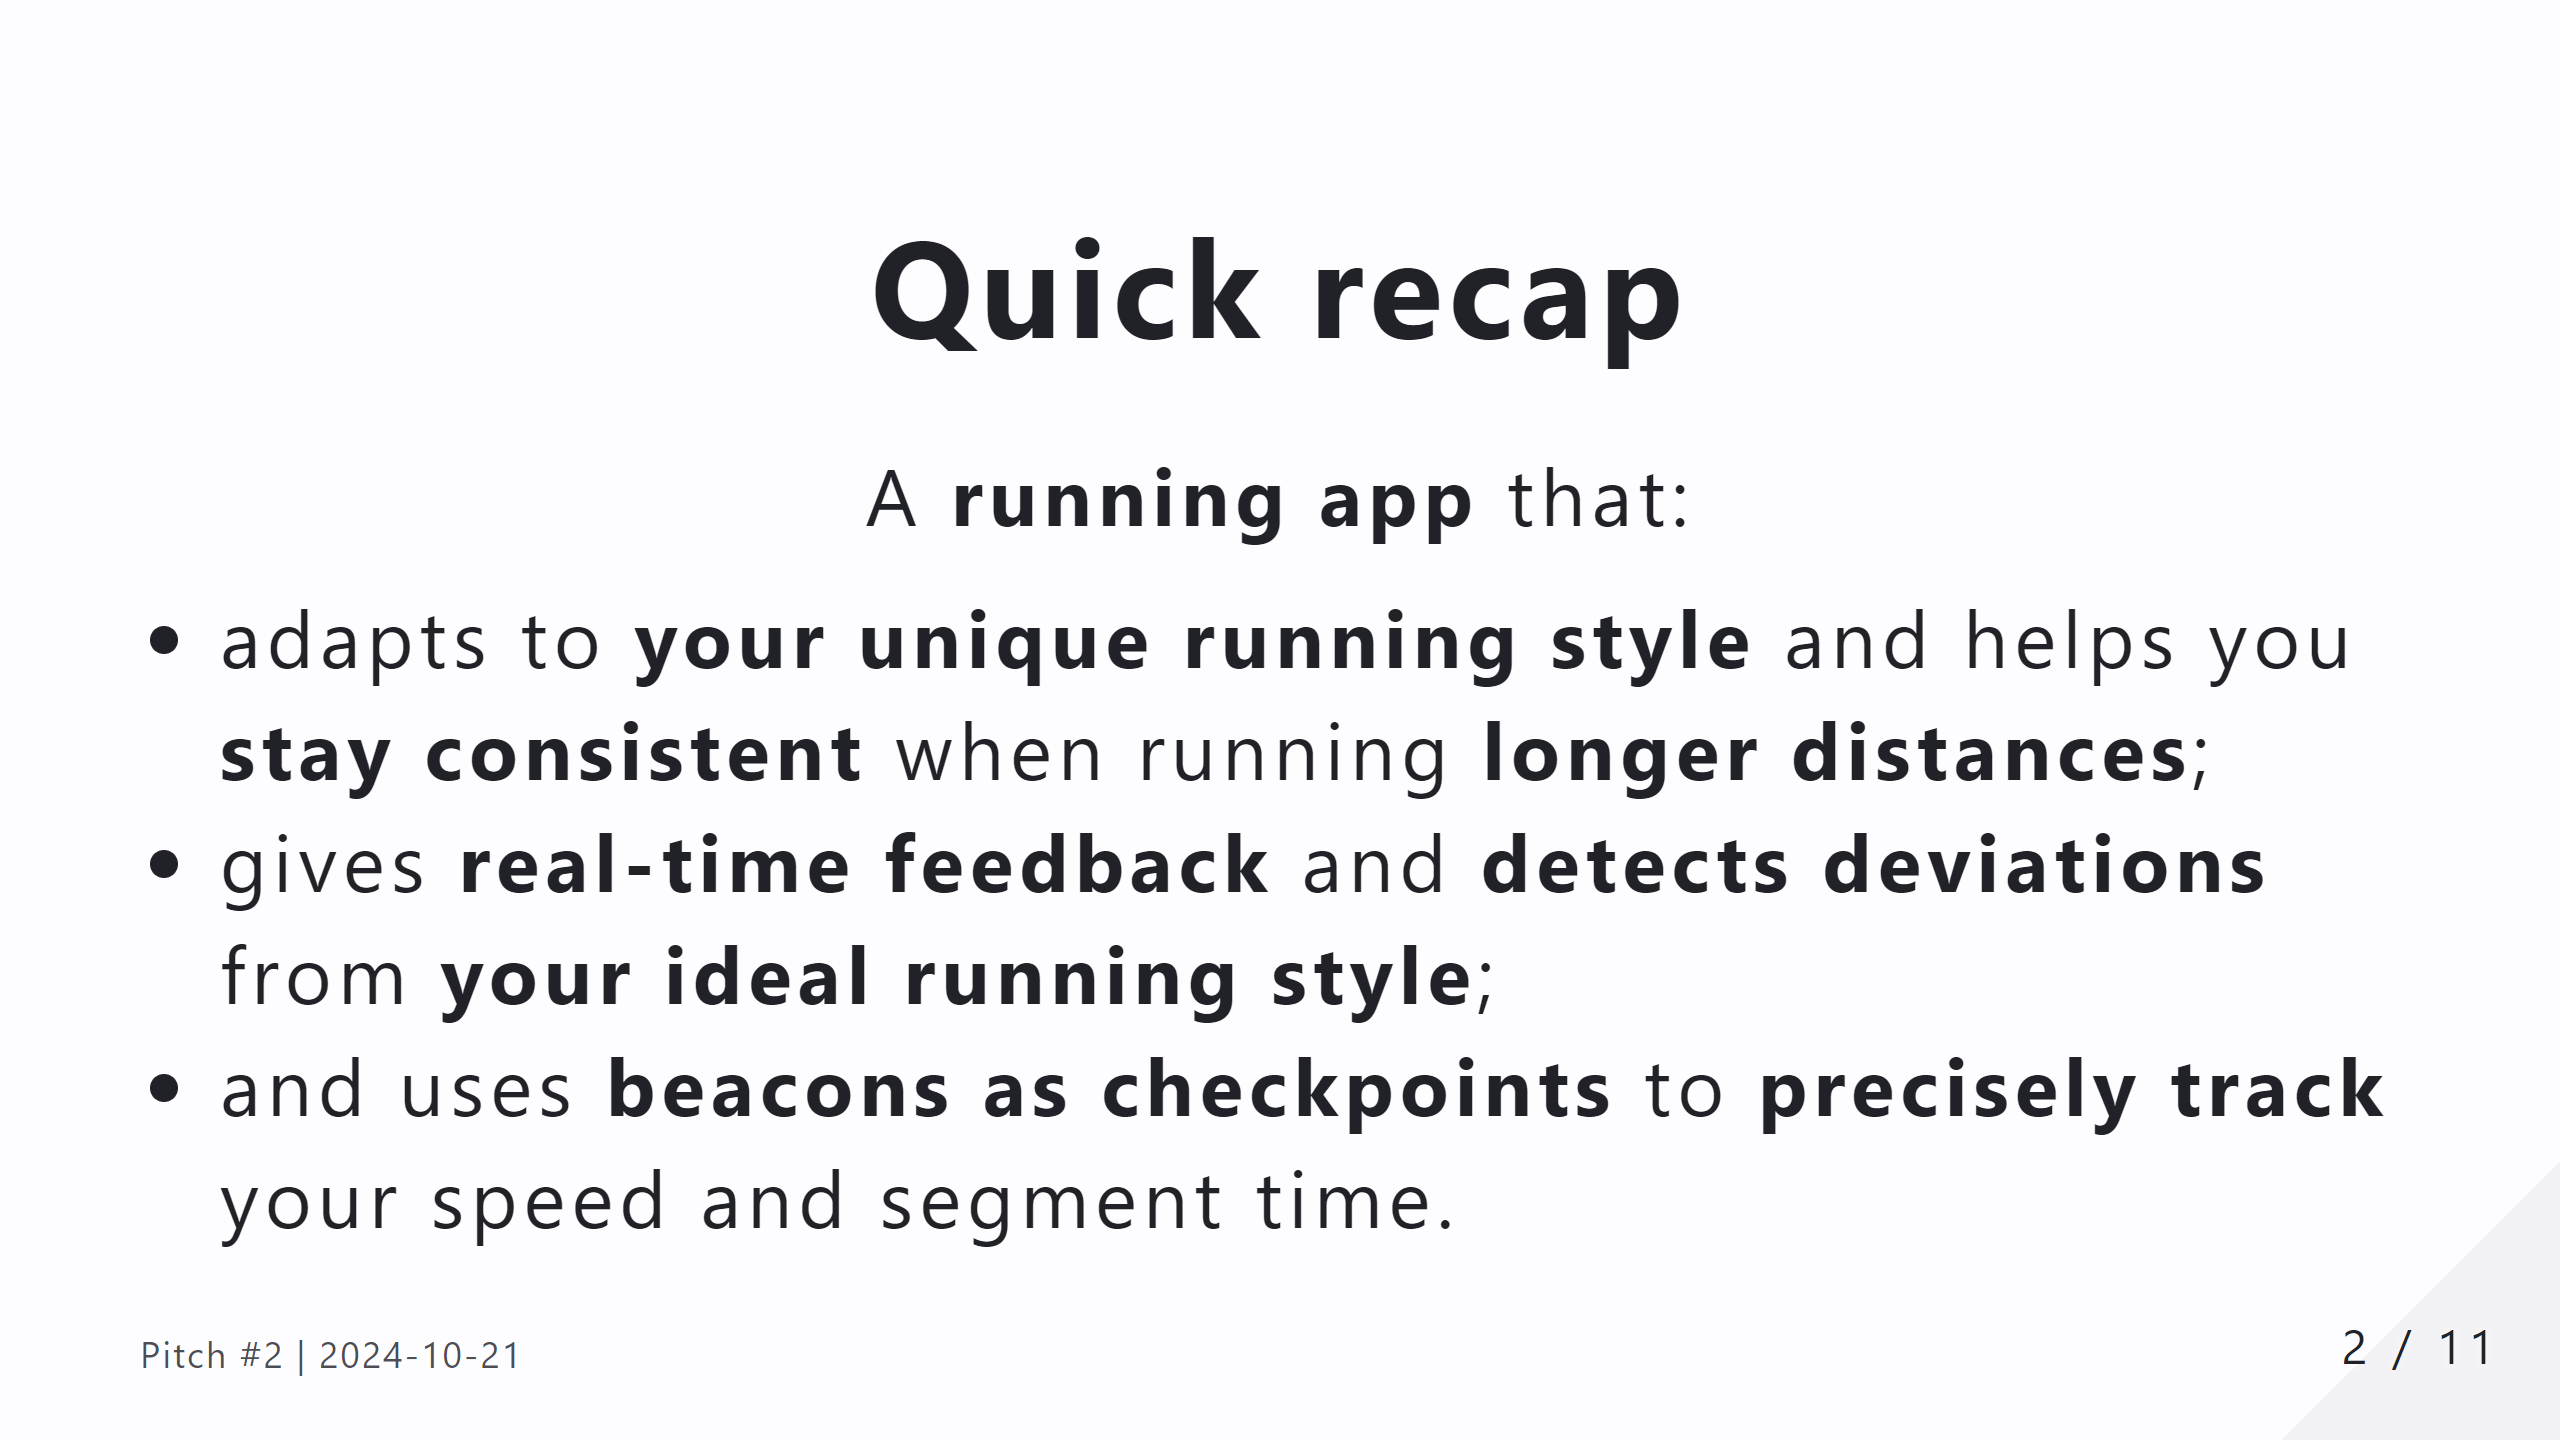 Quick recap
A running app that:
• adapts to your unique running style and helps you
stay consistent when running longer distances;
• gives real-time feedback and detects deviations
from your ideal running style;
• and uses beacons as checkpoints to precisely track
your speed and segment time.
Pitch #2 | 2024-10-21
2 / 11